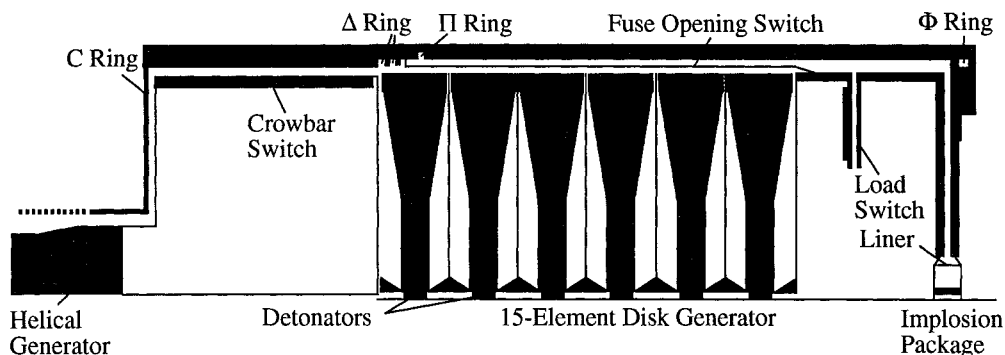 Δ Ring
Π Ring
Fuse Opening Switch
Φ Ring
C Ring
Crowbar
Switch
Load
Switch
Liner
Helical
Generator
Detonators
15-Element Disk Generator
Implosion
Package